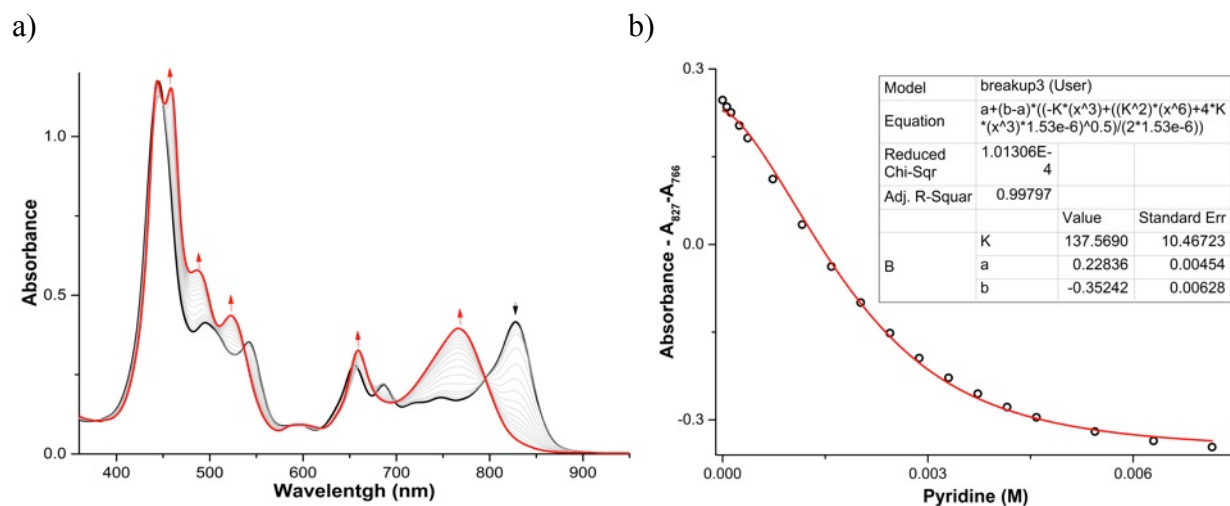 a)
b)
Absorbance
1.0
0.5
0.0
400
500
600
700
800
900
Wavelentgh (nm)
Absorbance - A827-A766
0.3
0.0
-0.3
0.000
0.003
0.006
Pyridine (M)
Model breakup3 (User)
Equation a+(b-a)*((-K*(x^3)+((K^2)*(x^6)+4*K
*(x^3)*1.53e-6)^0.5)/(2*1.53e-6))
Reduced 1.01306E-
Chi-Sqr 4
Adj. R-Squar 0.99797
Value Standard Err
B K 137.5690 10.46723
a 0.22836 0.00454
b -0.35242 0.00628